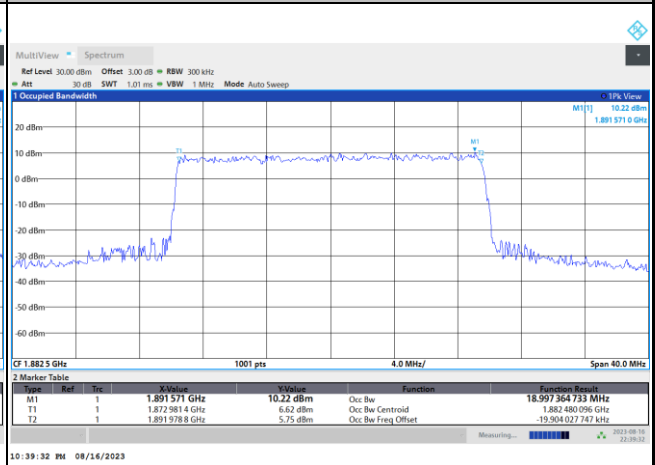 MultiView Spectrum
Ref Level 30.00 dBm Offset 3.00 dB RBW 300 kHz
Att 30 dB SWT 1.01 ms VBW 1 MHz Mode Auto Sweep
1 Occupied Bandwidth 1Pk View
M1[1] 10.22 dBm
1.891 571 0 GHz
M1
T1
T2
20 dBm
10 dBm
0 dBm
-10 dBm
-20 dBm
-30 dBm
-40 dBm
-50 dBm
-60 dBm
CF 1.882 5 GHz 1001 pts 4.0 MHz/ Span 40.0 MHz
2 Marker Table
Type Ref Trc X-Value Y-Value Function Function Result
M1 1 1.891 571 GHz 10.22 dBm Occ Bw 18.997 364 733 MHz
T1 1 1.872 981 4 GHz 6.62 dBm Occ Bw Centroid 1.882 480 096 GHz
T2 1 1.891 978 8 GHz 5.75 dBm Occ Bw Freq Offset -19.904 027 747 kHz
Measuring... 2023-08-16
22:39:32
10:39:32 PM 08/16/2023